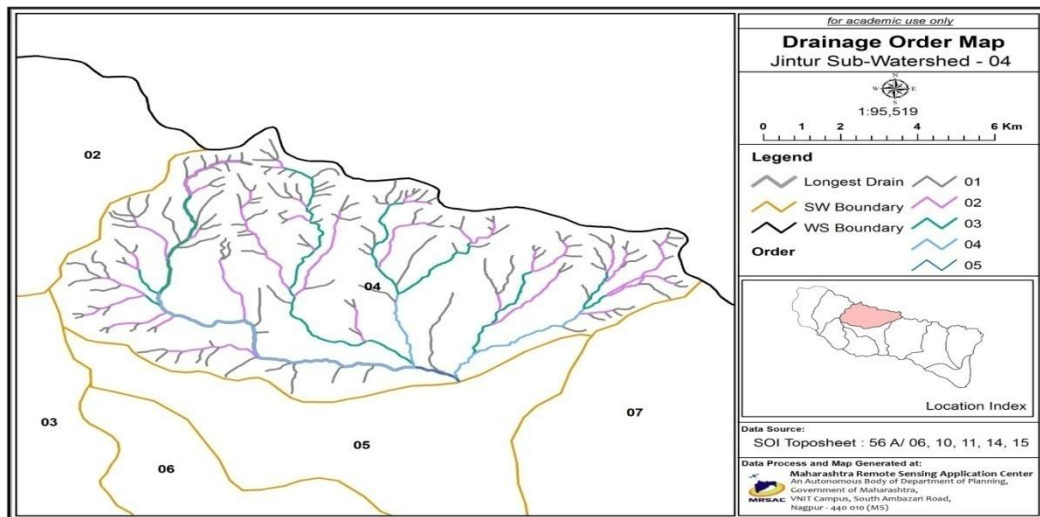 for academic use only
Drainage Order Map
Jintur Sub-Watershed - 04
N
W E
S
1:95,519
0 1 2 4 6 Km
Legend
Longest Drain
SW Boundary
WS Boundary
Order
01
02
03
04
05
Location Index
Data Source:
SOI Toposheet : 56 A/ 06, 10, 11, 14, 15
Data Process and Map Generated at:
Maharashtra Remote Sensing Application Center
An Autonomous Body of Department of Planning,
Government of Maharashtra,
VNIT Campus, South Ambazari Road,
Nagpur - 440 010 (MS)
MRSAC
02
04
03
07
05
06